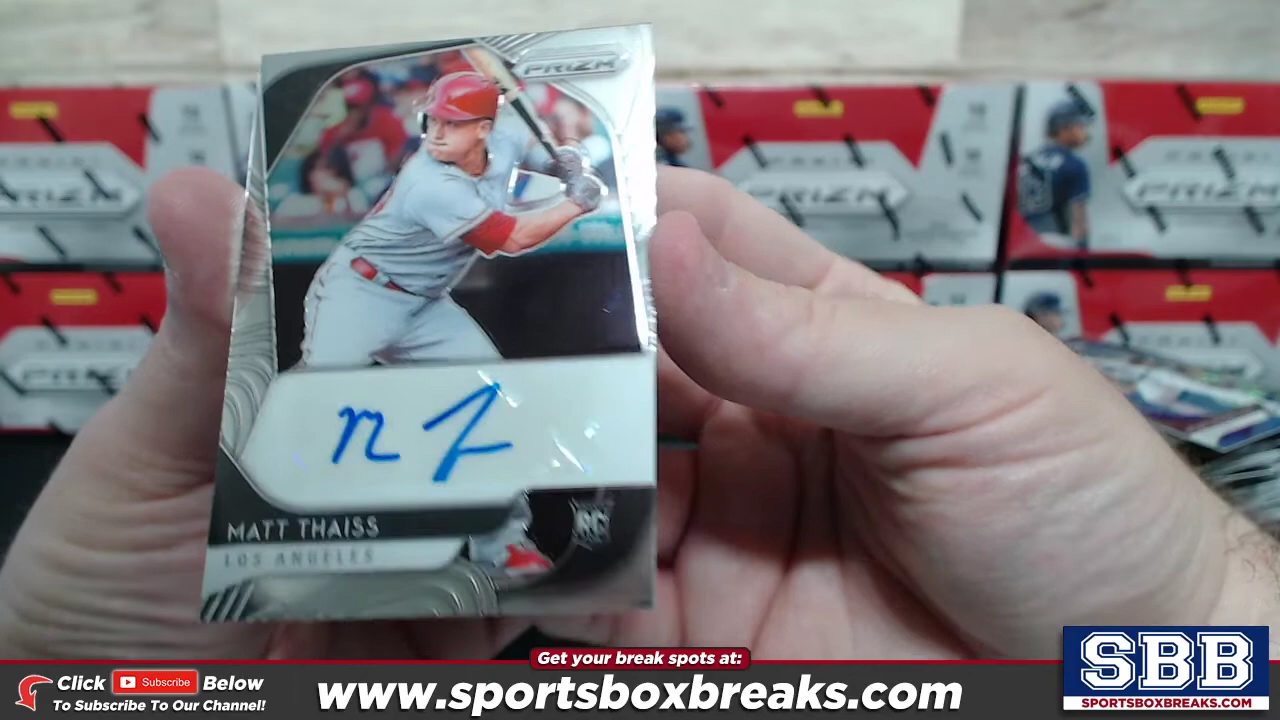 PRIZM
PRIZM
PRIZM
PRIZM
MATT THAISS
LOS ANGELES
RC
Get your break spots at:
Click Subscribe Below
To Subscribe To Our Channel!
www.sportsboxbreaks.com
SBB
SPORTSBOXBREAKS.COM